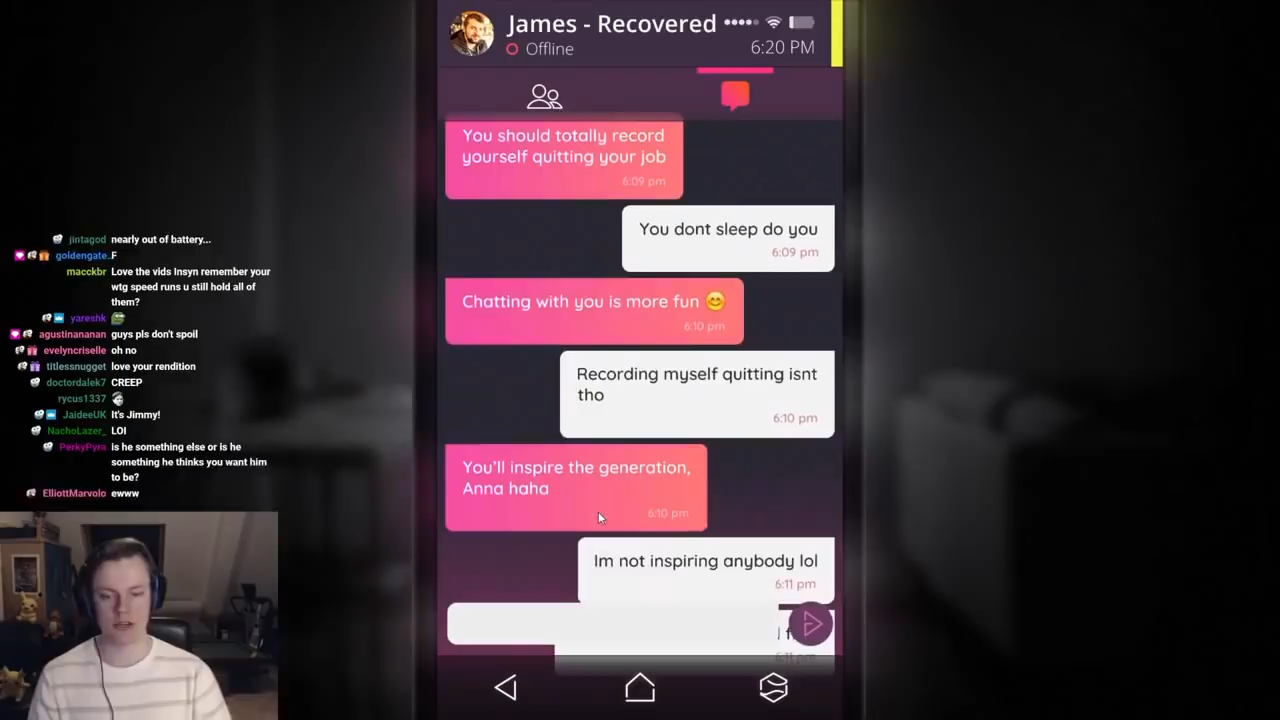 James - Recovered
Offline
6:20 PM
You should totally record
yourself quitting your job
6:09 pm
You dont sleep do you
6:09 pm
Chatting with you is more fun 😊
6:10 pm
Recording myself quitting isnt
tho
6:10 pm
You'll inspire the generation,
Anna haha
6:10 pm
Im not inspiring anybody lol
6:11 pm
6:11 pm
jintagod nearly out of battery...
goldengate..F
macckbr Love the vids Insyn remember your
wtg speed runs u still hold all of
them?
yareshk
agustinananan guys pls don't spoil
evelyncriselle oh no
titlessnugget love your rendition
doctordalek7 CREEP
rycus1337
JaideeUK It's Jimmy!
NachoLazer_ LOl
PerkyPyra is he something else or is he
something he thinks you want him
to be?
ElliottMarvolo ewww